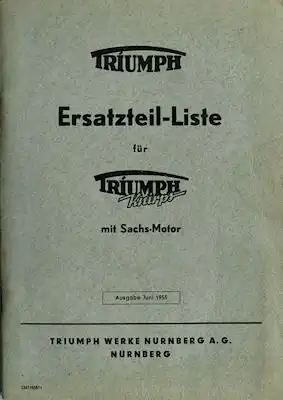 TRIUMPH
Ersatzteil-Liste
für
TRIUMPH
Knirps
mit Sachs-Motor
Ausgabe Juni 1955
TRIUMPH WERKE NÜRNBERG A.G.
NÜRNBERG